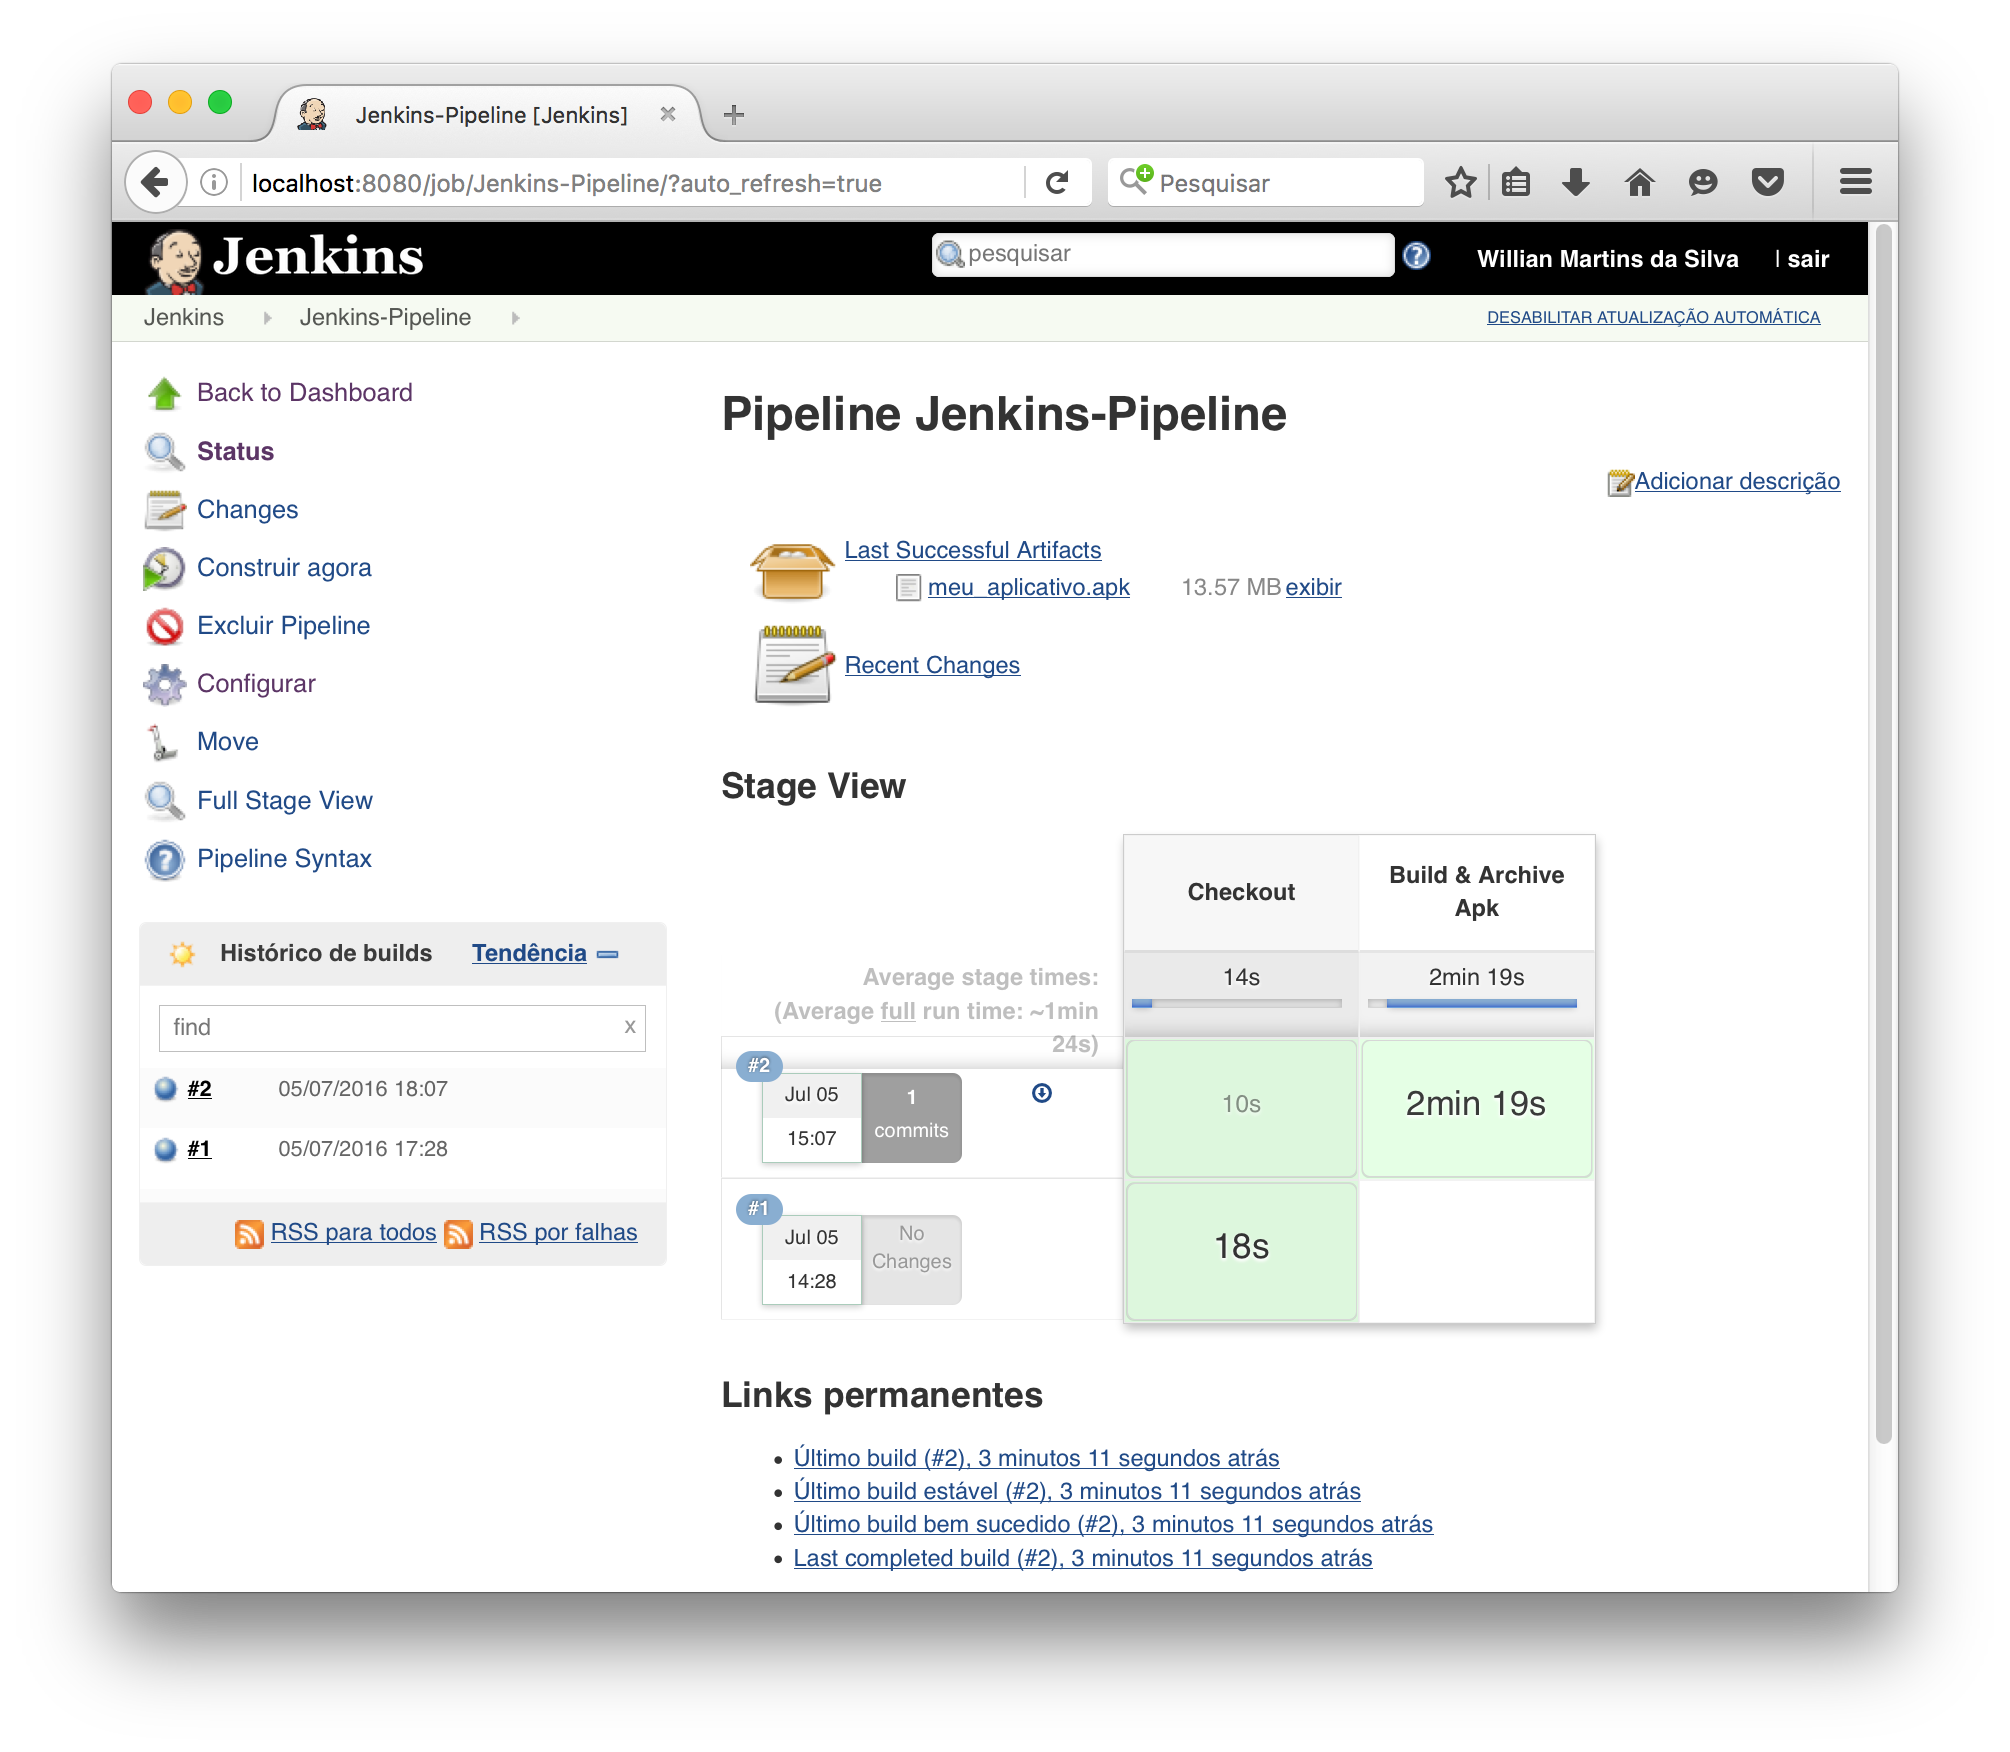 Jenkins-Pipeline [Jenkins]
localhost:8080/job/Jenkins-Pipeline/?auto_refresh=true
Pesquisar
Jenkins
pesquisar
Willian Martins da Silva
| sair
Jenkins
Jenkins-Pipeline
DESABILITAR ATUALIZAÇÃO AUTOMÁTICA
Back to Dashboard
Status
Changes
Construir agora
Excluir Pipeline
Configurar
Move
Full Stage View
Pipeline Syntax
Histórico de builds
Tendência
find
x
#2 05/07/2016 18:07
#1 05/07/2016 17:28
RSS para todos
RSS por falhas
Pipeline Jenkins-Pipeline
Adicionar descrição
Last Successful Artifacts
meu_aplicativo.apk 13.57 MB exibir
Recent Changes
Stage View
Checkout
Build & Archive
Apk
Average stage times:
(Average full run time: ~1min
24s)
14s
2min 19s
#2
Jul 05
15:07
1
commits
10s
2min 19s
#1
Jul 05
14:28
No
Changes
18s
Links permanentes
Último build (#2), 3 minutos 11 segundos atrás
Último build estável (#2), 3 minutos 11 segundos atrás
Último build bem sucedido (#2), 3 minutos 11 segundos atrás
Last completed build (#2), 3 minutos 11 segundos atrás